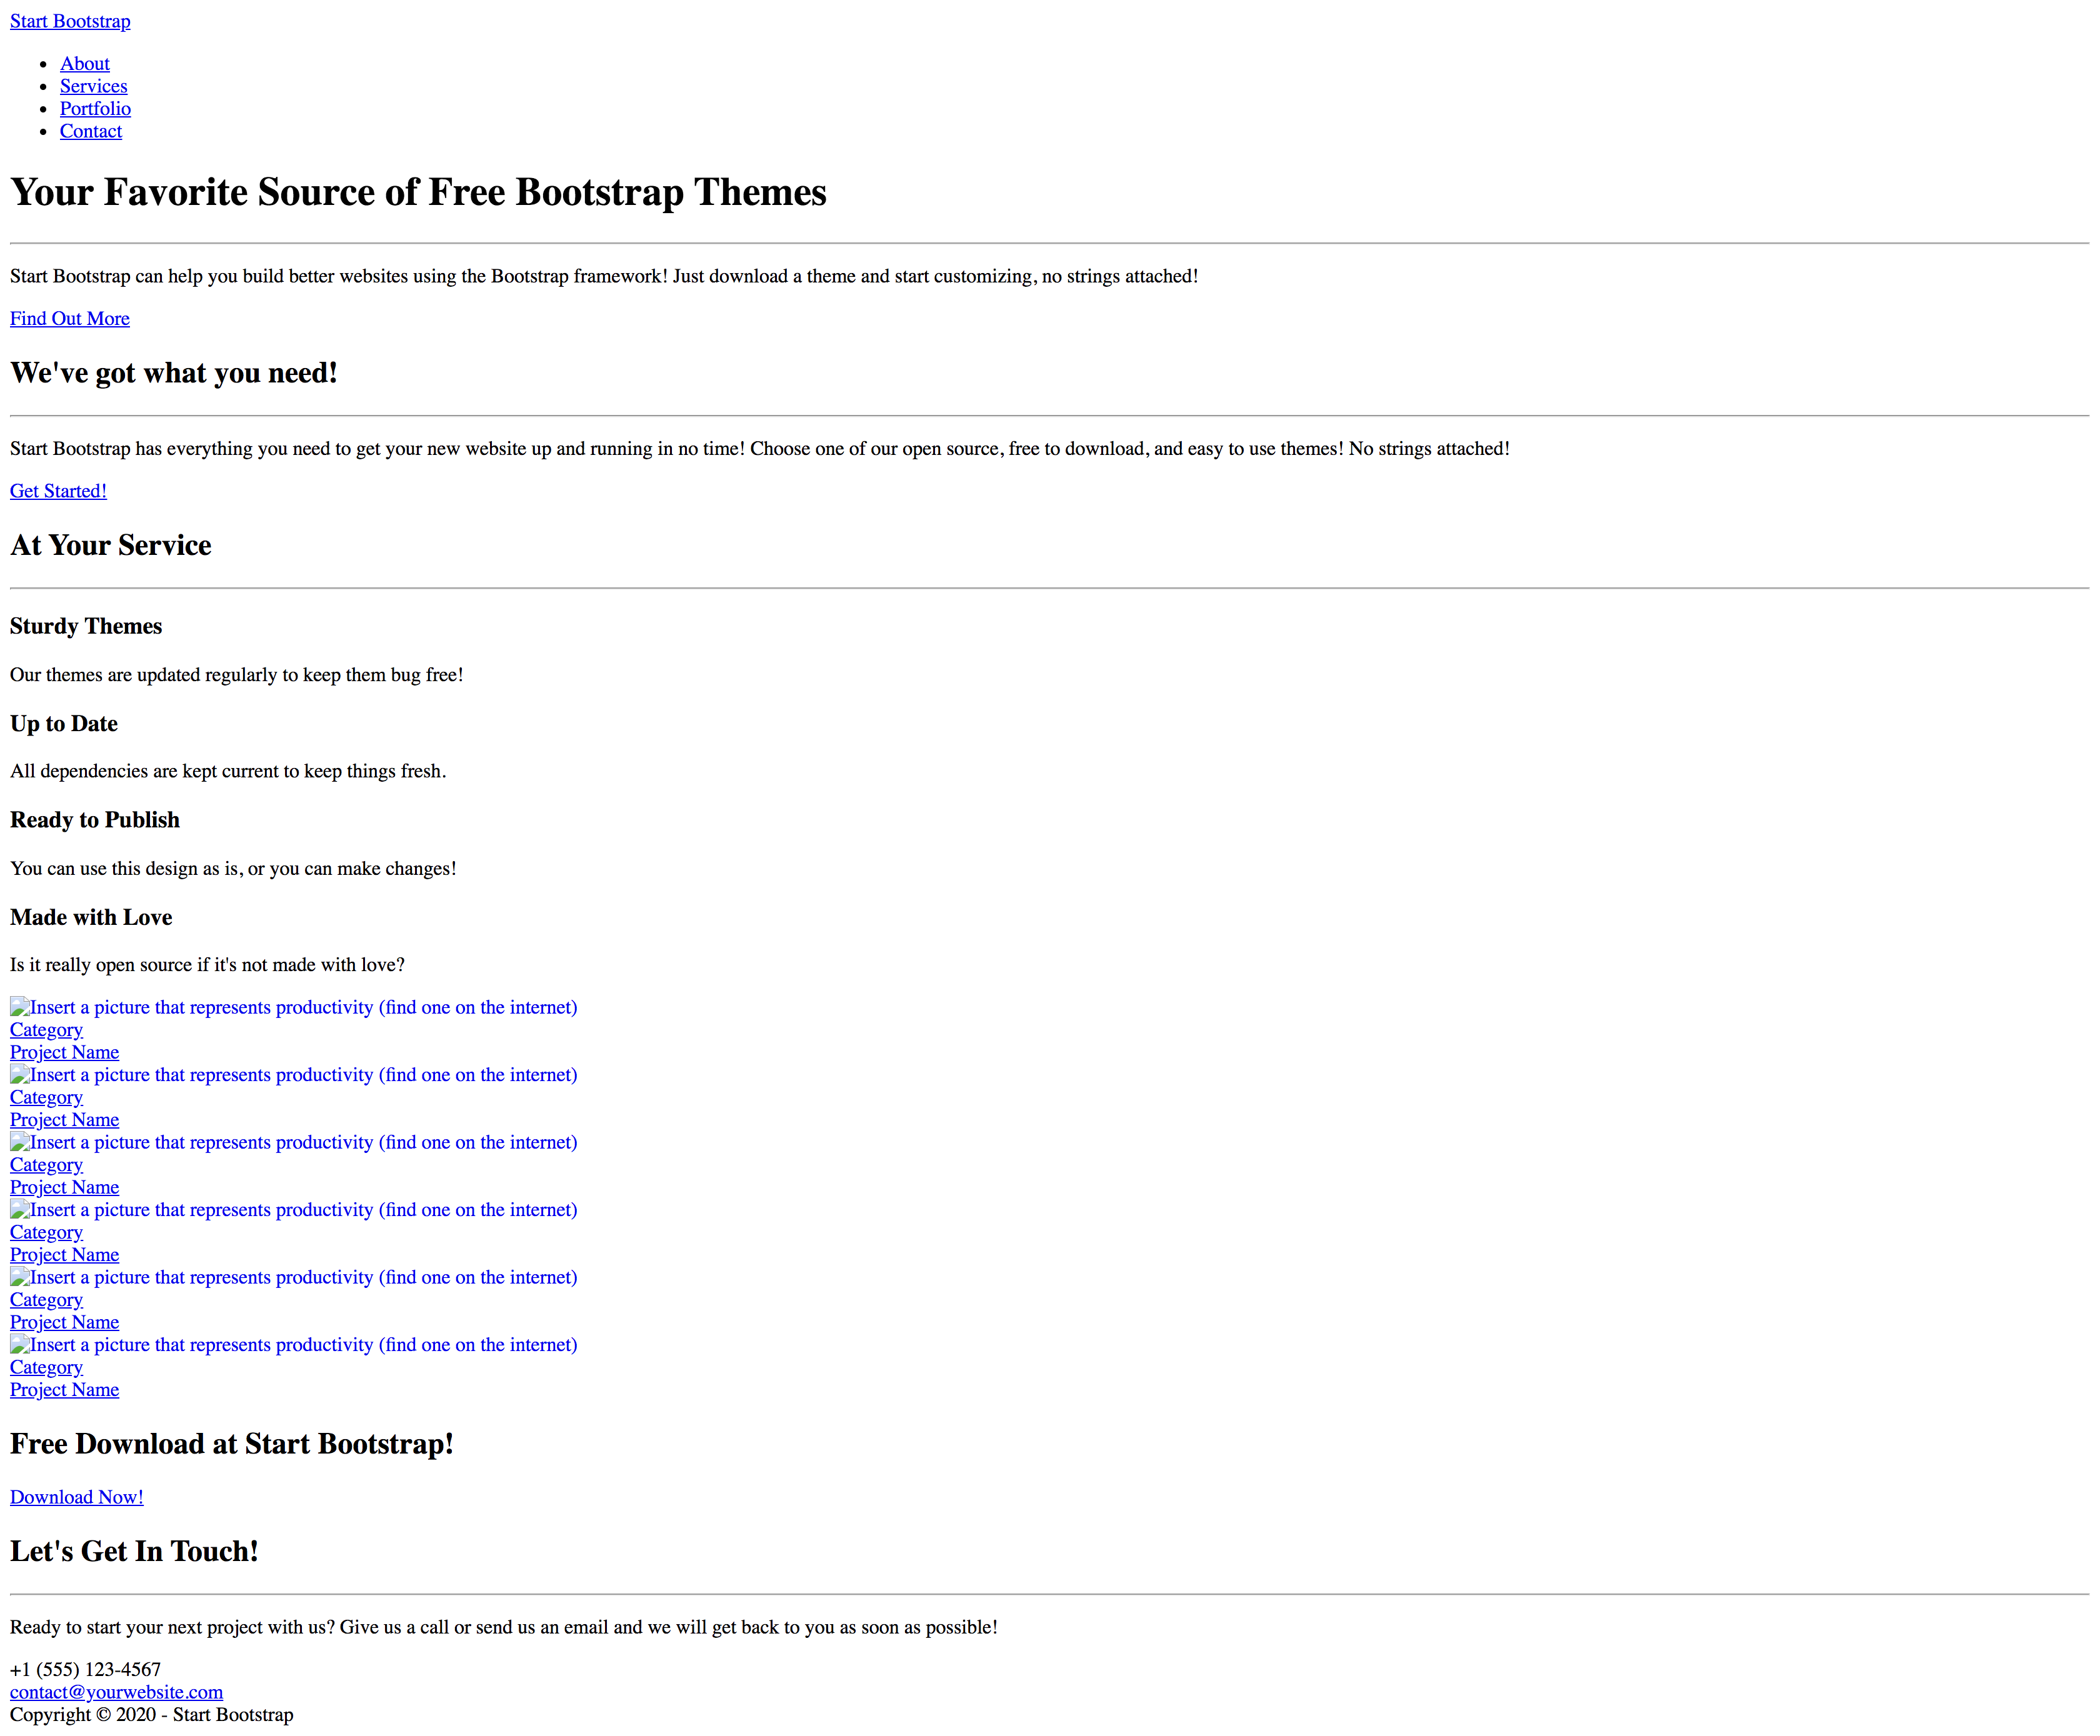 Start Bootstrap
About
Services
Portfolio
Contact
Your Favorite Source of Free Bootstrap Themes
Start Bootstrap can help you build better websites using the Bootstrap framework! Just download a theme and start customizing, no strings attached!
Find Out More
We've got what you need!
Start Bootstrap has everything you need to get your new website up and running in no time! Choose one of our open source, free to download, and easy to use themes! No strings attached!
Get Started!
At Your Service
Sturdy Themes
Our themes are updated regularly to keep them bug free!
Up to Date
All dependencies are kept current to keep things fresh.
Ready to Publish
You can use this design as is, or you can make changes!
Made with Love
Is it really open source if it's not made with love?
Insert a picture that represents productivity (find one on the internet)
Category
Project Name
Insert a picture that represents productivity (find one on the internet)
Category
Project Name
Insert a picture that represents productivity (find one on the internet)
Category
Project Name
Insert a picture that represents productivity (find one on the internet)
Category
Project Name
Insert a picture that represents productivity (find one on the internet)
Category
Project Name
Insert a picture that represents productivity (find one on the internet)
Category
Project Name
Free Download at Start Bootstrap!
Download Now!
Let's Get In Touch!
Ready to start your next project with us? Give us a call or send us an email and we will get back to you as soon as possible!
+1 (555) 123-4567
contact@yourwebsite.com
Copyright © 2020 - Start Bootstrap